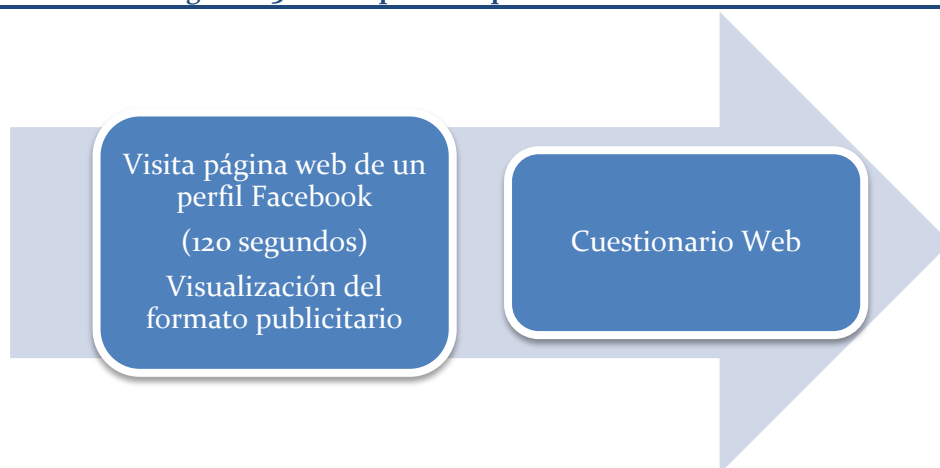 Visita página web de un
perfil Facebook
(120 segundos)
Visualización del
formato publicitario
Cuestionario Web